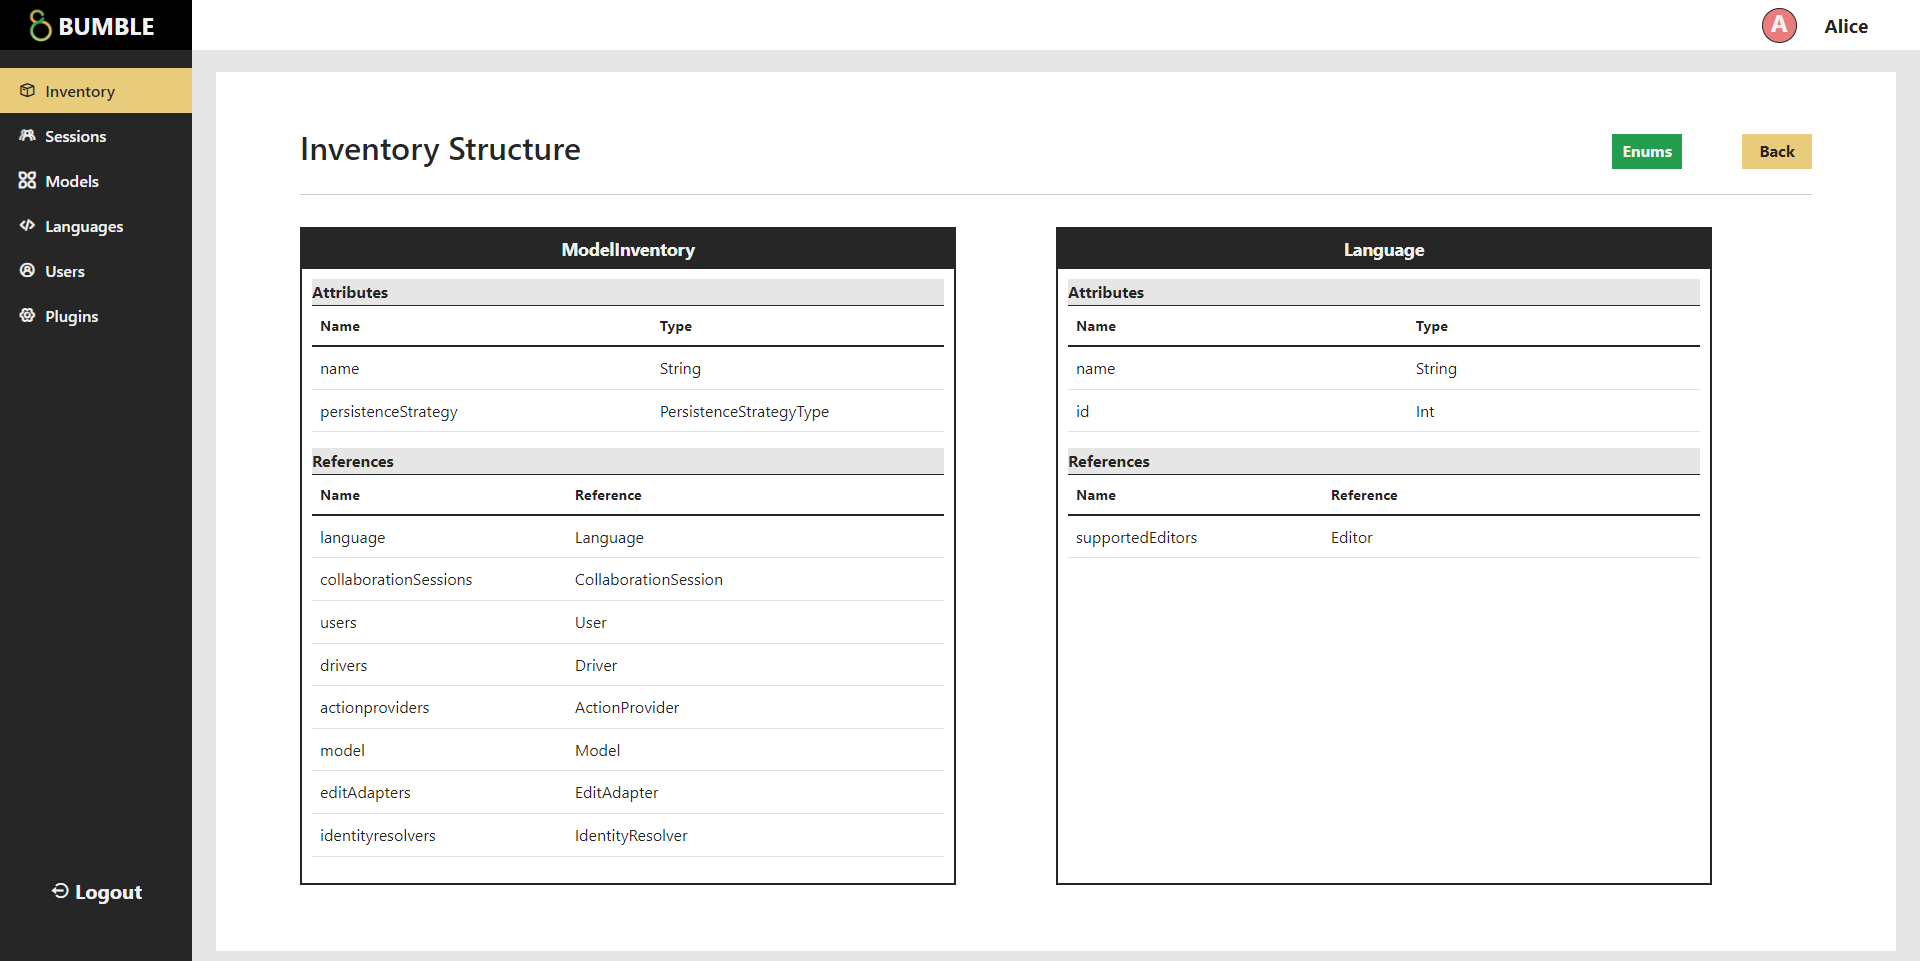 BUMBLE
A Alice
Inventory
Sessions
Models
Languages
Users
Plugins
Logout
Inventory Structure
Enums
Back
ModelInventory
Attributes
Name Type
name String
persistenceStrategy PersistenceStrategyType
References
Name Reference
language Language
collaborationSessions CollaborationSession
users User
drivers Driver
actionproviders ActionProvider
model Model
editAdapters EditAdapter
identityresolvers IdentityResolver
Language
Attributes
Name Type
name String
id Int
References
Name Reference
supportedEditors Editor